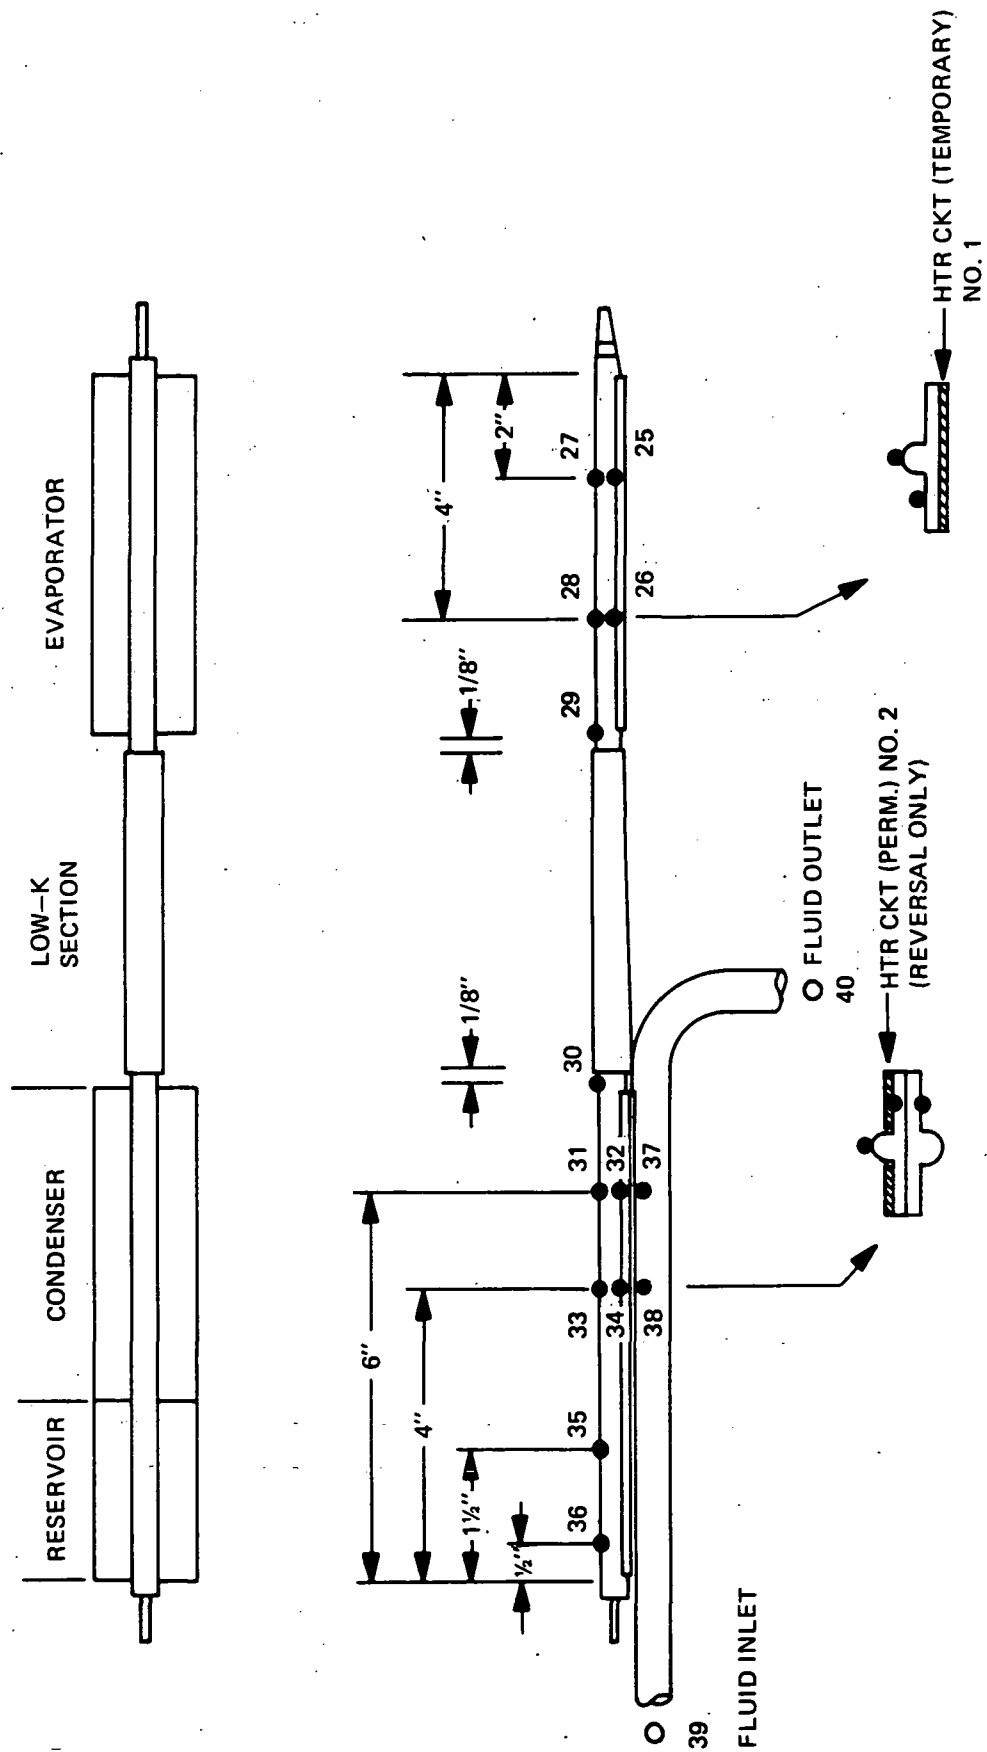 RESERVOIR
CONDENSER
LOW–K
SECTION
EVAPORATOR
6"
4"
1½"
½"
1/8"
1/8"
4"
2"
36
35
33
31
30
29
28
27
34
32
26
25
38
37
39
FLUID INLET
FLUID OUTLET
40
HTR CKT (PERM.) NO. 2
(REVERSAL ONLY)
HTR CKT (TEMPORARY)
NO. 1